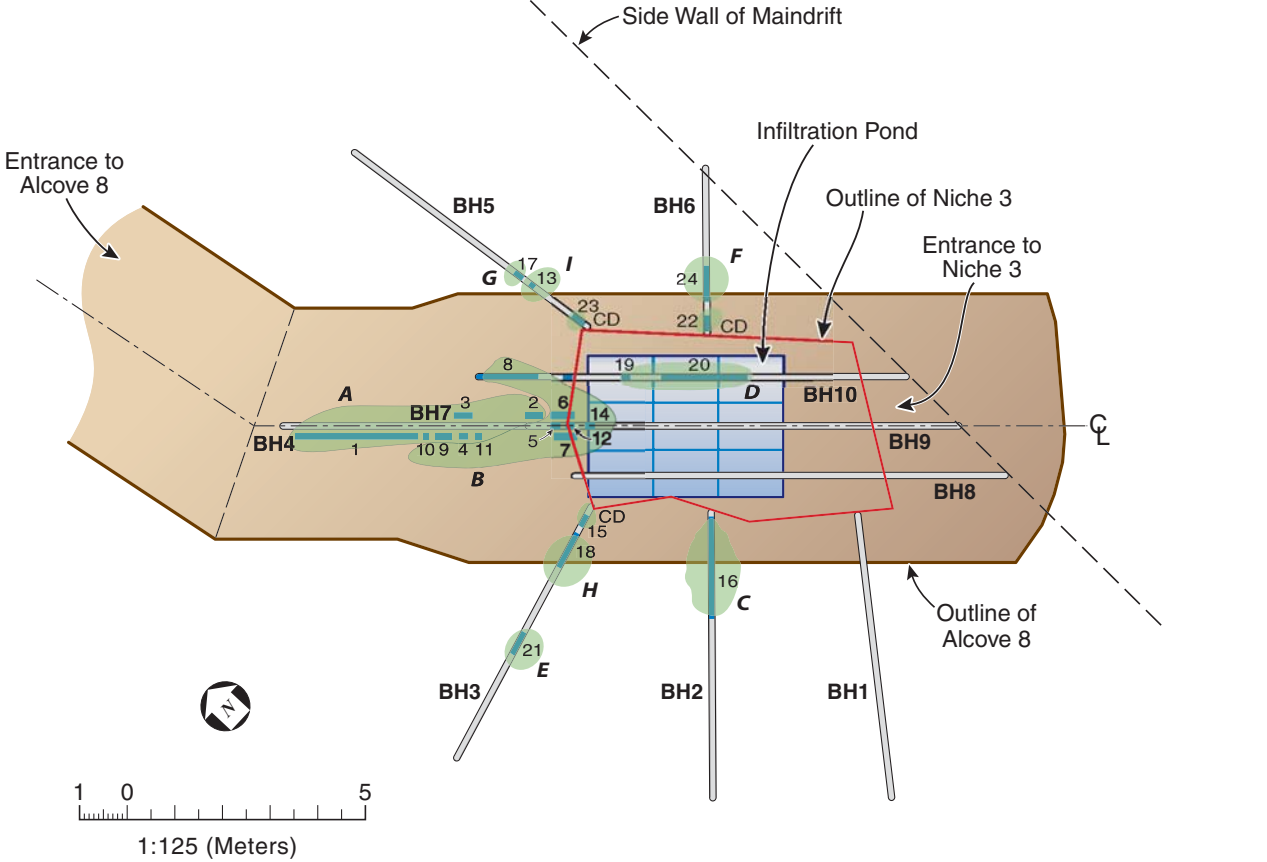 Side Wall of Maindrift
Infiltration Pond
Entrance to
Alcove 8
Outline of Niche 3
Entrance to
Niche 3
BH5
BH6
F
G
17
I
13
24
23
CD
22
CD
8
19
20
D
BH10
A
3
BH7
2
6
14
BH4
1
10
9
4
11
5
12
7
B
BH9
CL
BH8
CD
15
18
H
16
C
21
E
Outline of
Alcove 8
BH3
BH2
BH1
N
1
0
5
1:125 (Meters)